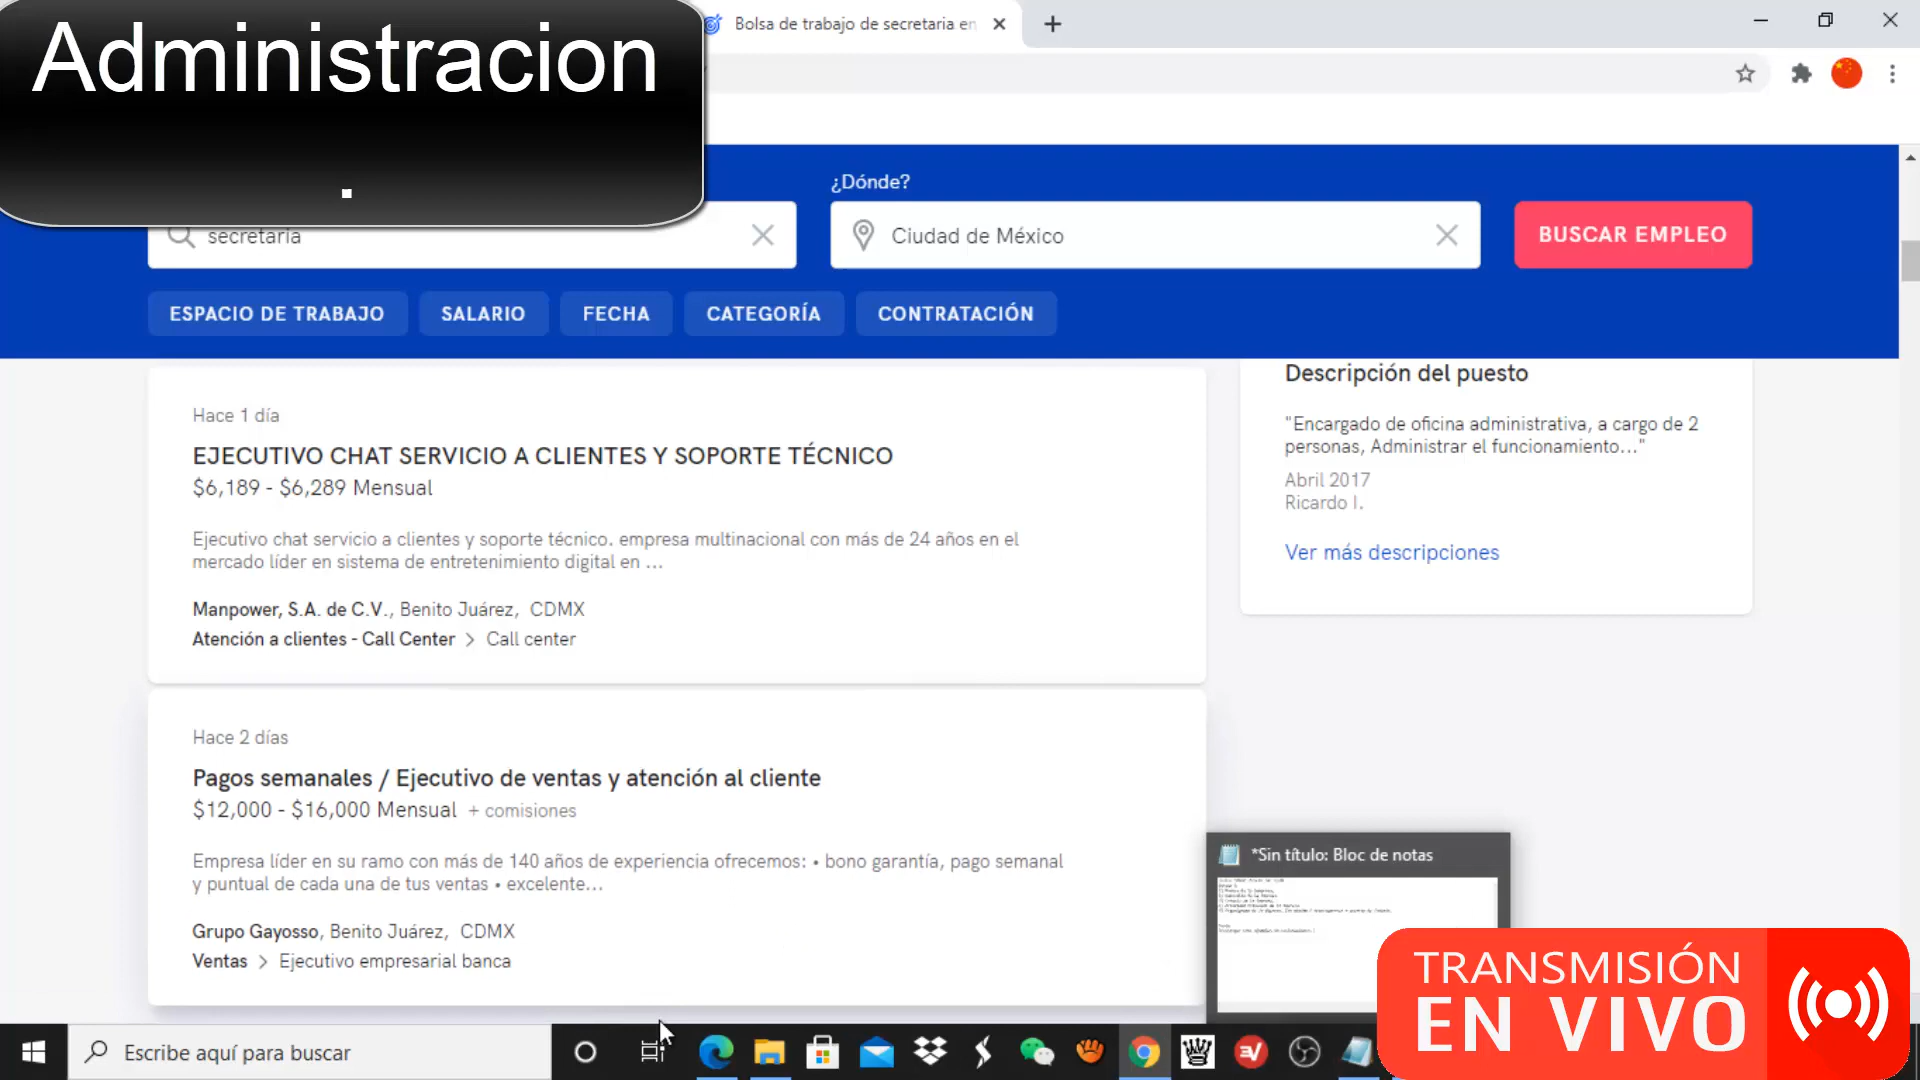 Administracion
.
Bolsa de trabajo de secretaria en
¿Dónde?
secretaria
Ciudad de México
BUSCAR EMPLEO
ESPACIO DE TRABAJO
SALARIO
FECHA
CATEGORÍA
CONTRATACIÓN
Hace 1 día
EJECUTIVO CHAT SERVICIO A CLIENTES Y SOPORTE TÉCNICO
$6,189 - $6,289 Mensual
Ejecutivo chat servicio a clientes y soporte técnico. empresa multinacional con más de 24 años en el
mercado líder en sistema de entretenimiento digital en ...
Manpower, S.A. de C.V., Benito Juárez, CDMX
Atención a clientes - Call Center > Call center
Descripción del puesto
"Encargado de oficina administrativa, a cargo de 2
personas, Administrar el funcionamiento..."
Abril 2017
Ricardo I.
Ver más descripciones
Hace 2 días
Pagos semanales / Ejecutivo de ventas y atención al cliente
$12,000 - $16,000 Mensual + comisiones
Empresa líder en su ramo con más de 140 años de experiencia ofrecemos: • bono garantía, pago semanal
y puntual de cada una de tus ventas • excelente...
Grupo Gayosso, Benito Juárez, CDMX
Ventas > Ejecutivo empresarial banca
*Sin título: Bloc de notas
TRANSMISIÓN
EN VIVO
Escribe aquí para buscar